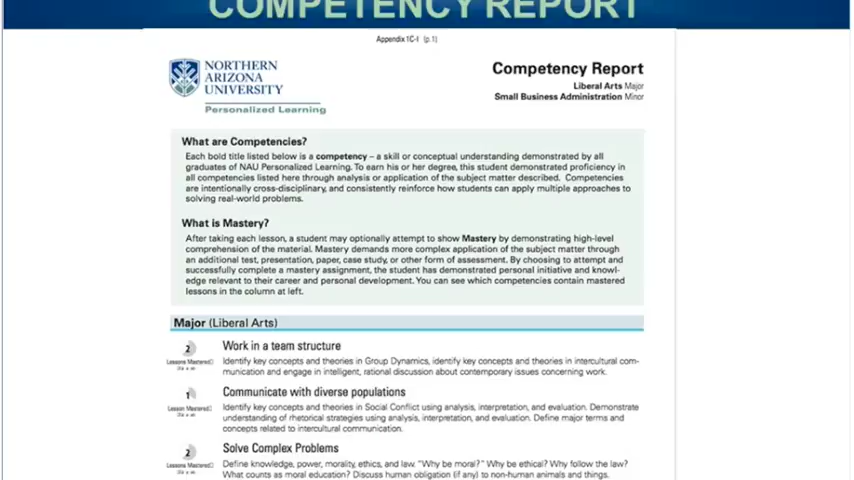 COMPETENCY REPORT
Appendix 1C-I (p.1)
NORTHERN
ARIZONA
UNIVERSITY
Personalized Learning
Competency Report
Liberal Arts Major
Small Business Administration Minor
What are Competencies?
Each bold title listed below is a competency – a skill or conceptual understanding demonstrated by all
graduates of NAU Personalized Learning. To earn his or her degree, this student demonstrated proficiency in
all competencies listed here through analysis or application of the subject matter described. Competencies
are intentionally cross-disciplinary, and consistently reinforce how students can apply multiple approaches to
solving real-world problems.
What is Mastery?
After taking each lesson, a student may optionally attempt to show Mastery by demonstrating high-level
comprehension of the material. Mastery demands more complex application of the subject matter through
an additional test, presentation, paper, case study, or other form of assessment. By choosing to attempt and
successfully complete a mastery assignment, the student has demonstrated personal initiative and knowl-
edge relevant to their career and personal development. You can see which competencies contain mastered
lessons in the column at left.
Major (Liberal Arts)
2
Lessons Mastered
Work in a team structure
Identify key concepts and theories in Group Dynamics, identify key concepts and theories in intercultural com-
munication and engage in intelligent, rational discussion about contemporary issues concerning work.
1
Lesson Mastered
Communicate with diverse populations
Identify key concepts and theories in Social Conflict using analysis, interpretation, and evaluation. Demonstrate
understanding of rhetorical strategies using analysis, interpretation, and evaluation. Define major terms and
concepts related to intercultural communication.
2
Lessons Mastered
Solve Complex Problems
Define knowledge, power, morality, ethics, and law. "Why be moral?" Why be ethical? Why follow the law?
What counts as moral education? Discuss human obligation (if any) to non-human animals and things.